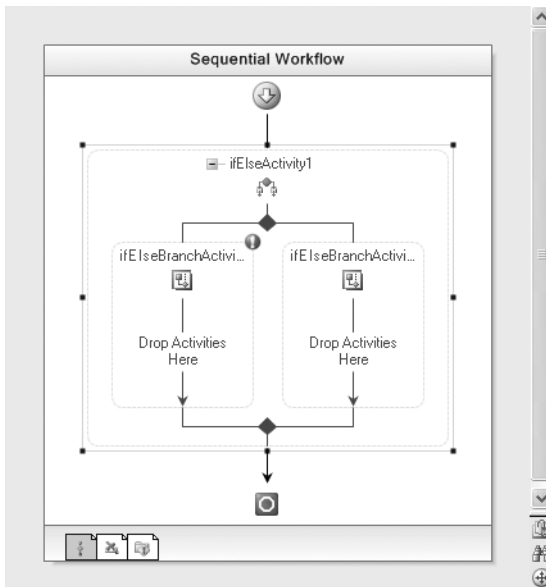 Sequential Workflow
ifElseActivity1
ifElseBranchActivi...
ifElseBranchActivi...
Drop Activities
Here
Drop Activities
Here